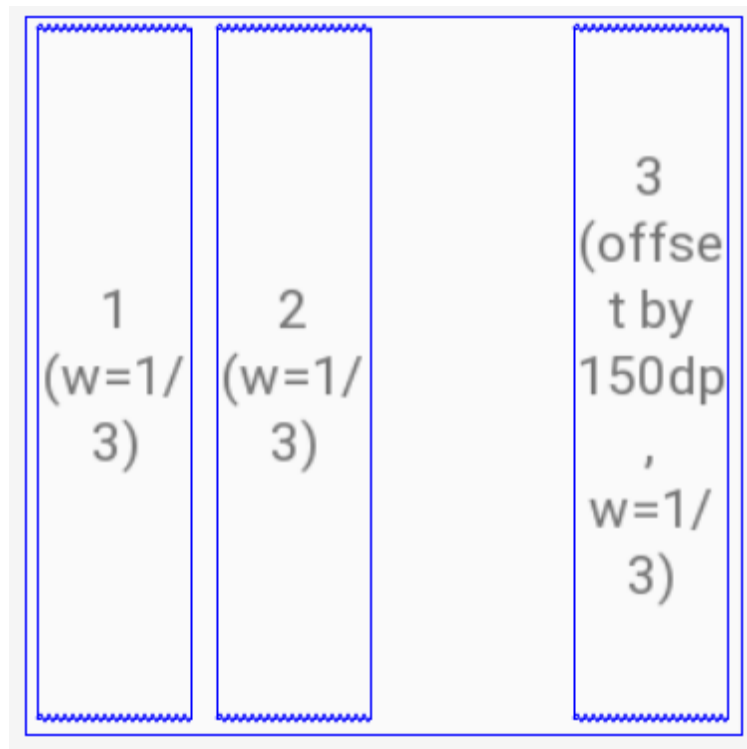 1
(w=1/
3)
2
(w=1/
3)
3
(offse
t by
150dp
,
w=1/
3)